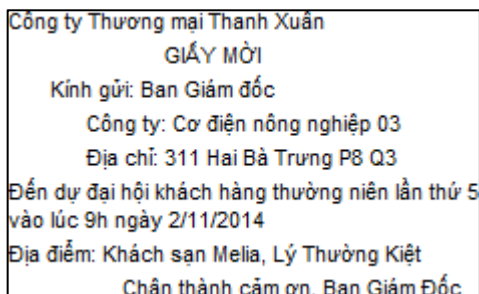 Công ty Thương mại Thanh Xuân
GIẤY MỜI
Kính gửi: Ban Giám đốc
Công ty: Cơ điện nông nghiệp 03
Địa chỉ: 311 Hai Bà Trưng P8 Q3
Đến dự đại hội khách hàng thường niên lần thứ 5
vào lúc 9h ngày 2/11/2014
Địa điểm: Khách sạn Melia, Lý Thường Kiệt
Chân thành cảm ơn, Ban Giám Đốc